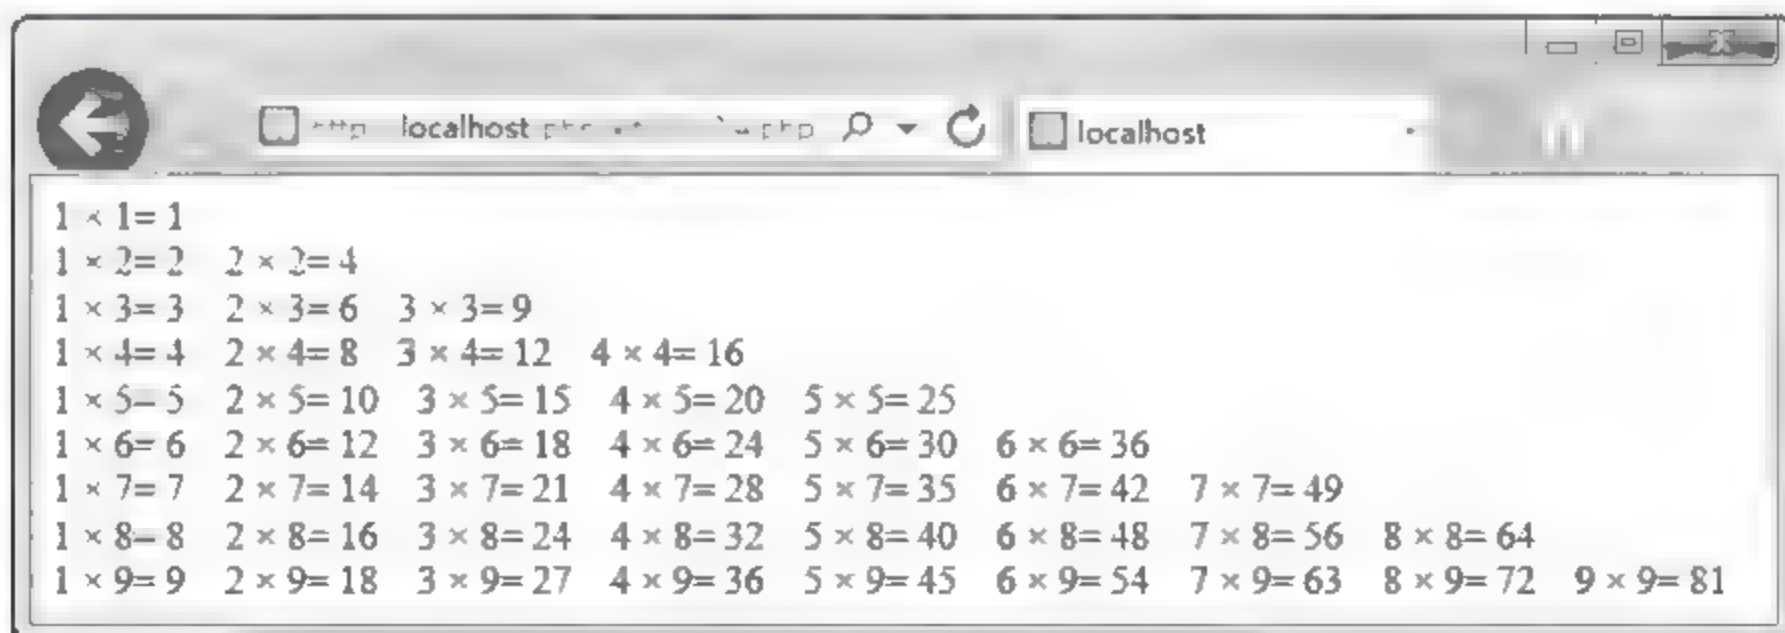 localhost
localhost
1 × 1= 1
1 × 2= 2 2 × 2= 4
1 × 3= 3 2 × 3= 6 3 × 3= 9
1 × 4= 4 2 × 4= 8 3 × 4= 12 4 × 4= 16
1 × 5= 5 2 × 5= 10 3 × 5= 15 4 × 5= 20 5 × 5= 25
1 × 6= 6 2 × 6= 12 3 × 6= 18 4 × 6= 24 5 × 6= 30 6 × 6= 36
1 × 7= 7 2 × 7= 14 3 × 7= 21 4 × 7= 28 5 × 7= 35 6 × 7= 42 7 × 7= 49
1 × 8= 8 2 × 8= 16 3 × 8= 24 4 × 8= 32 5 × 8= 40 6 × 8= 48 7 × 8= 56 8 × 8= 64
1 × 9= 9 2 × 9= 18 3 × 9= 27 4 × 9= 36 5 × 9= 45 6 × 9= 54 7 × 9= 63 8 × 9= 72 9 × 9= 81